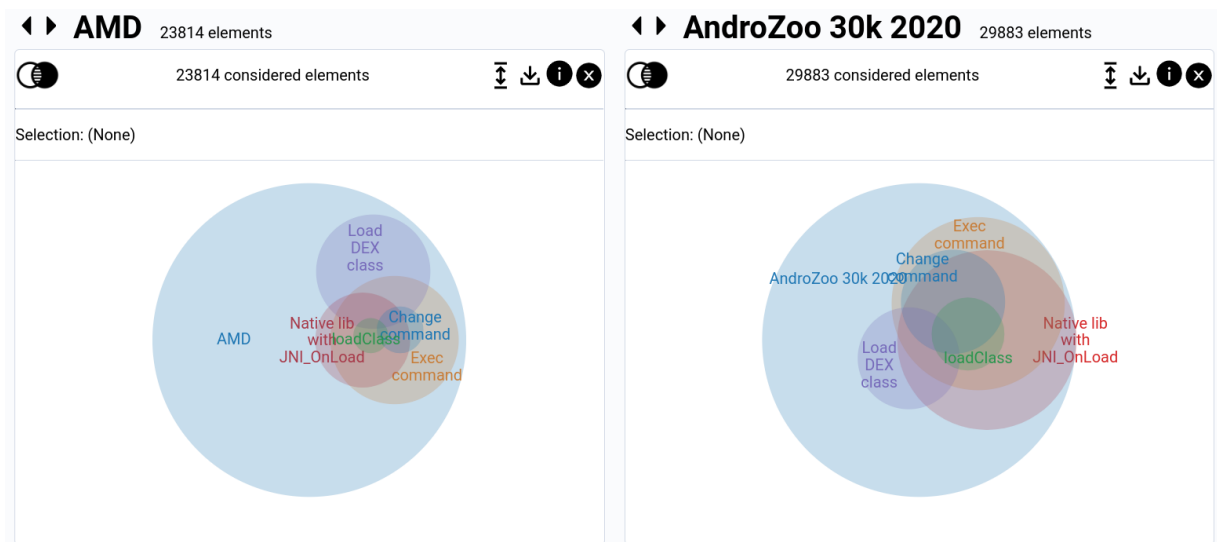 AMD 23814 elements
23814 considered elements
Selection: (None)
Load
DEX
class
AMD
Native lib
with
JNI_OnLoad
loadClass
Change
command
Exec
command
AndroZoo 30k 2020 29883 elements
29883 considered elements
Selection: (None)
Exec
command
Change
command
AndroZoo 30k 2020
Native lib
with
JNI_OnLoad
Load
DEX
class
loadClass